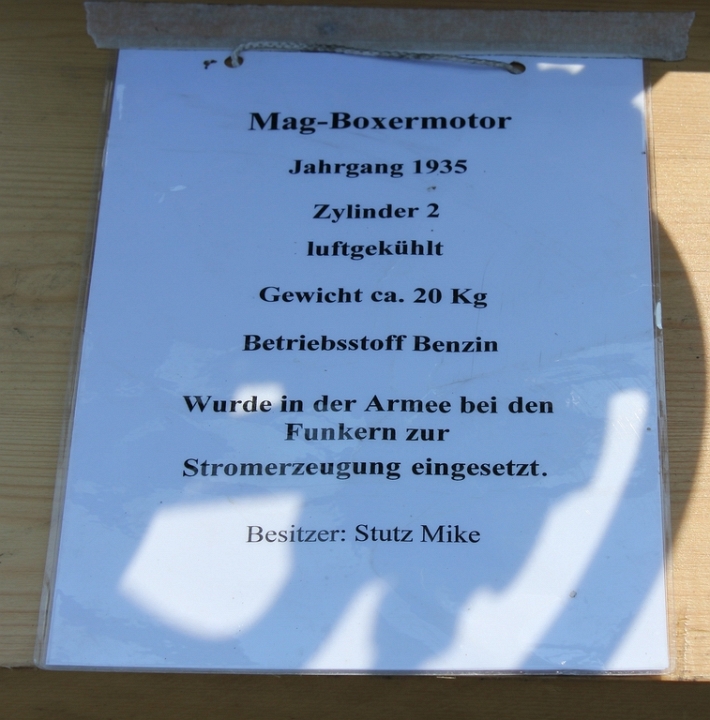 Mag-Boxermotor
Jahrgang 1935
Zylinder 2
luftgekühlt
Gewicht ca. 20 Kg
Betriebsstoff Benzin
Wurde in der Armee bei den
Funkern zur
Stromerzeugung eingesetzt.
Besitzer: Stutz Mike